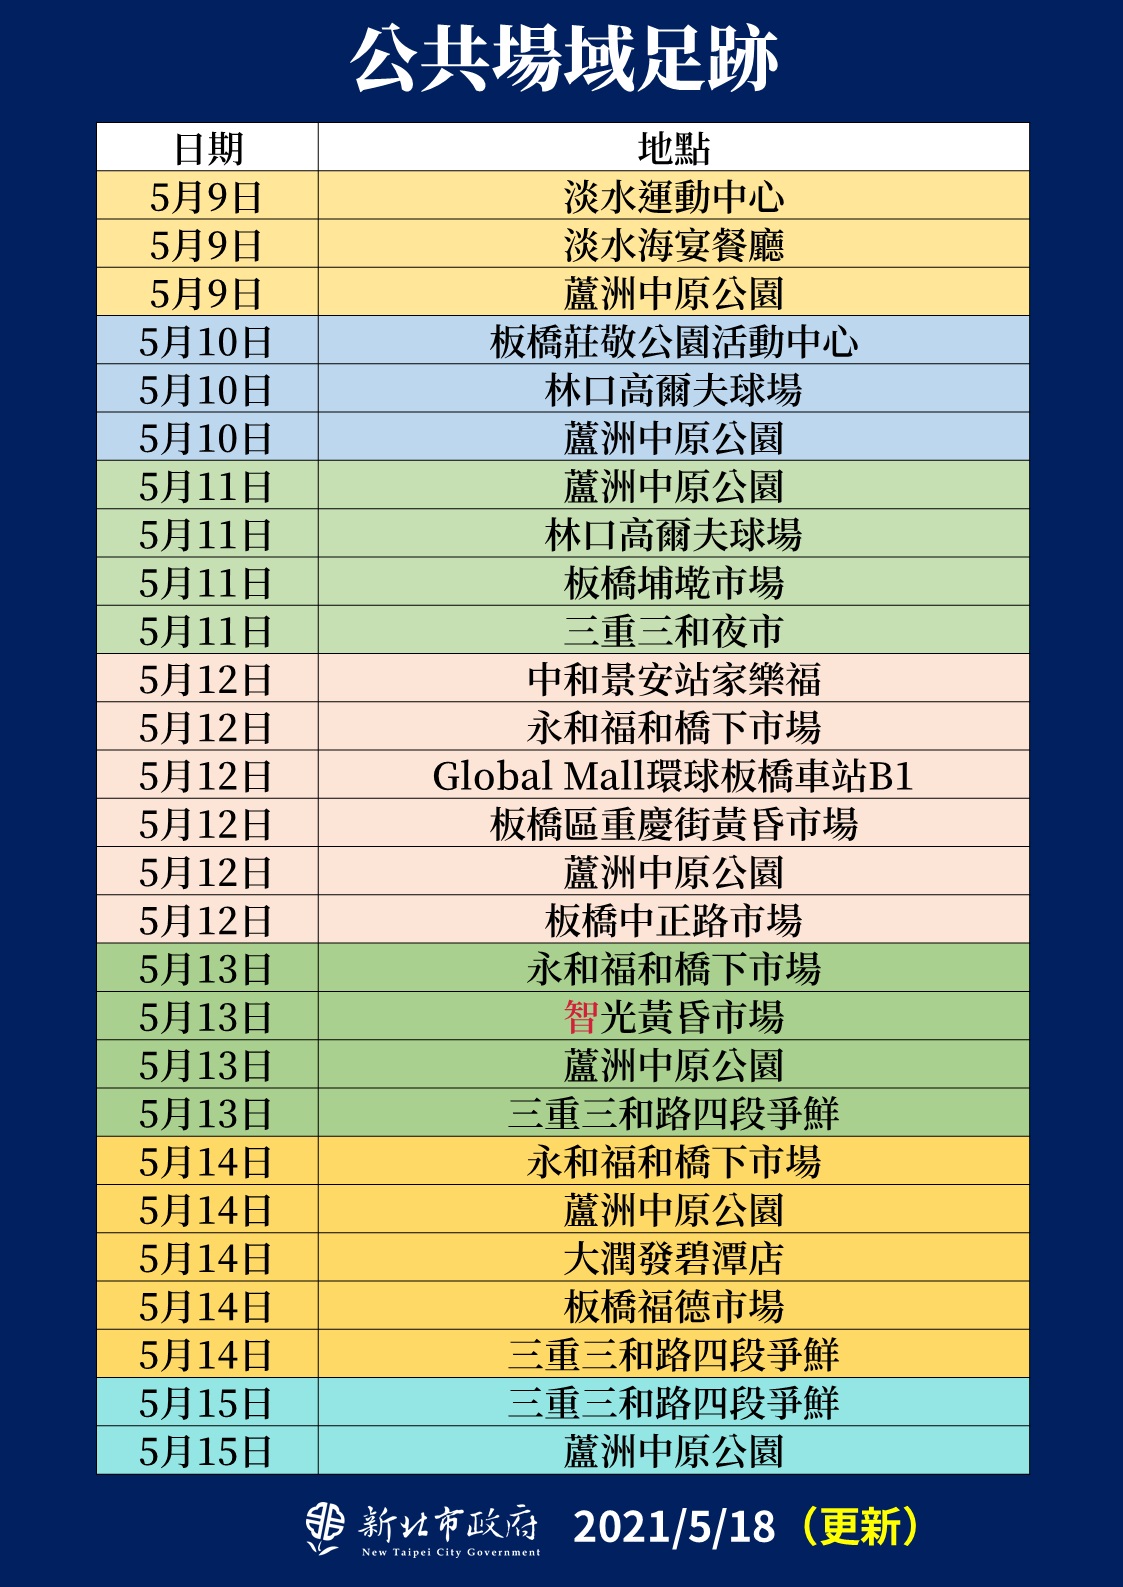 公共場域足跡
日期 地點
5月9日 淡水運動中心
5月9日 淡水海宴餐廳
5月9日 蘆洲中原公園
5月10日 板橋莊敬公園活動中心
5月10日 林口高爾夫球場
5月10日 蘆洲中原公園
5月11日 蘆洲中原公園
5月11日 林口高爾夫球場
5月11日 板橋埔墘市場
5月11日 三重三和夜市
5月12日 中和景安站家樂福
5月12日 永和福和橋下市場
5月12日 Global Mall環球板橋車站B1
5月12日 板橋區重慶街黃昏市場
5月12日 蘆洲中原公園
5月12日 板橋中正路市場
5月13日 永和福和橋下市場
5月13日 智光黃昏市場
5月13日 蘆洲中原公園
5月13日 三重三和路四段爭鮮
5月14日 永和福和橋下市場
5月14日 蘆洲中原公園
5月14日 大潤發碧潭店
5月14日 板橋福德市場
5月14日 三重三和路四段爭鮮
5月15日 三重三和路四段爭鮮
5月15日 蘆洲中原公園
新北市政府 2021/5/18（更新）
New Taipei City Government